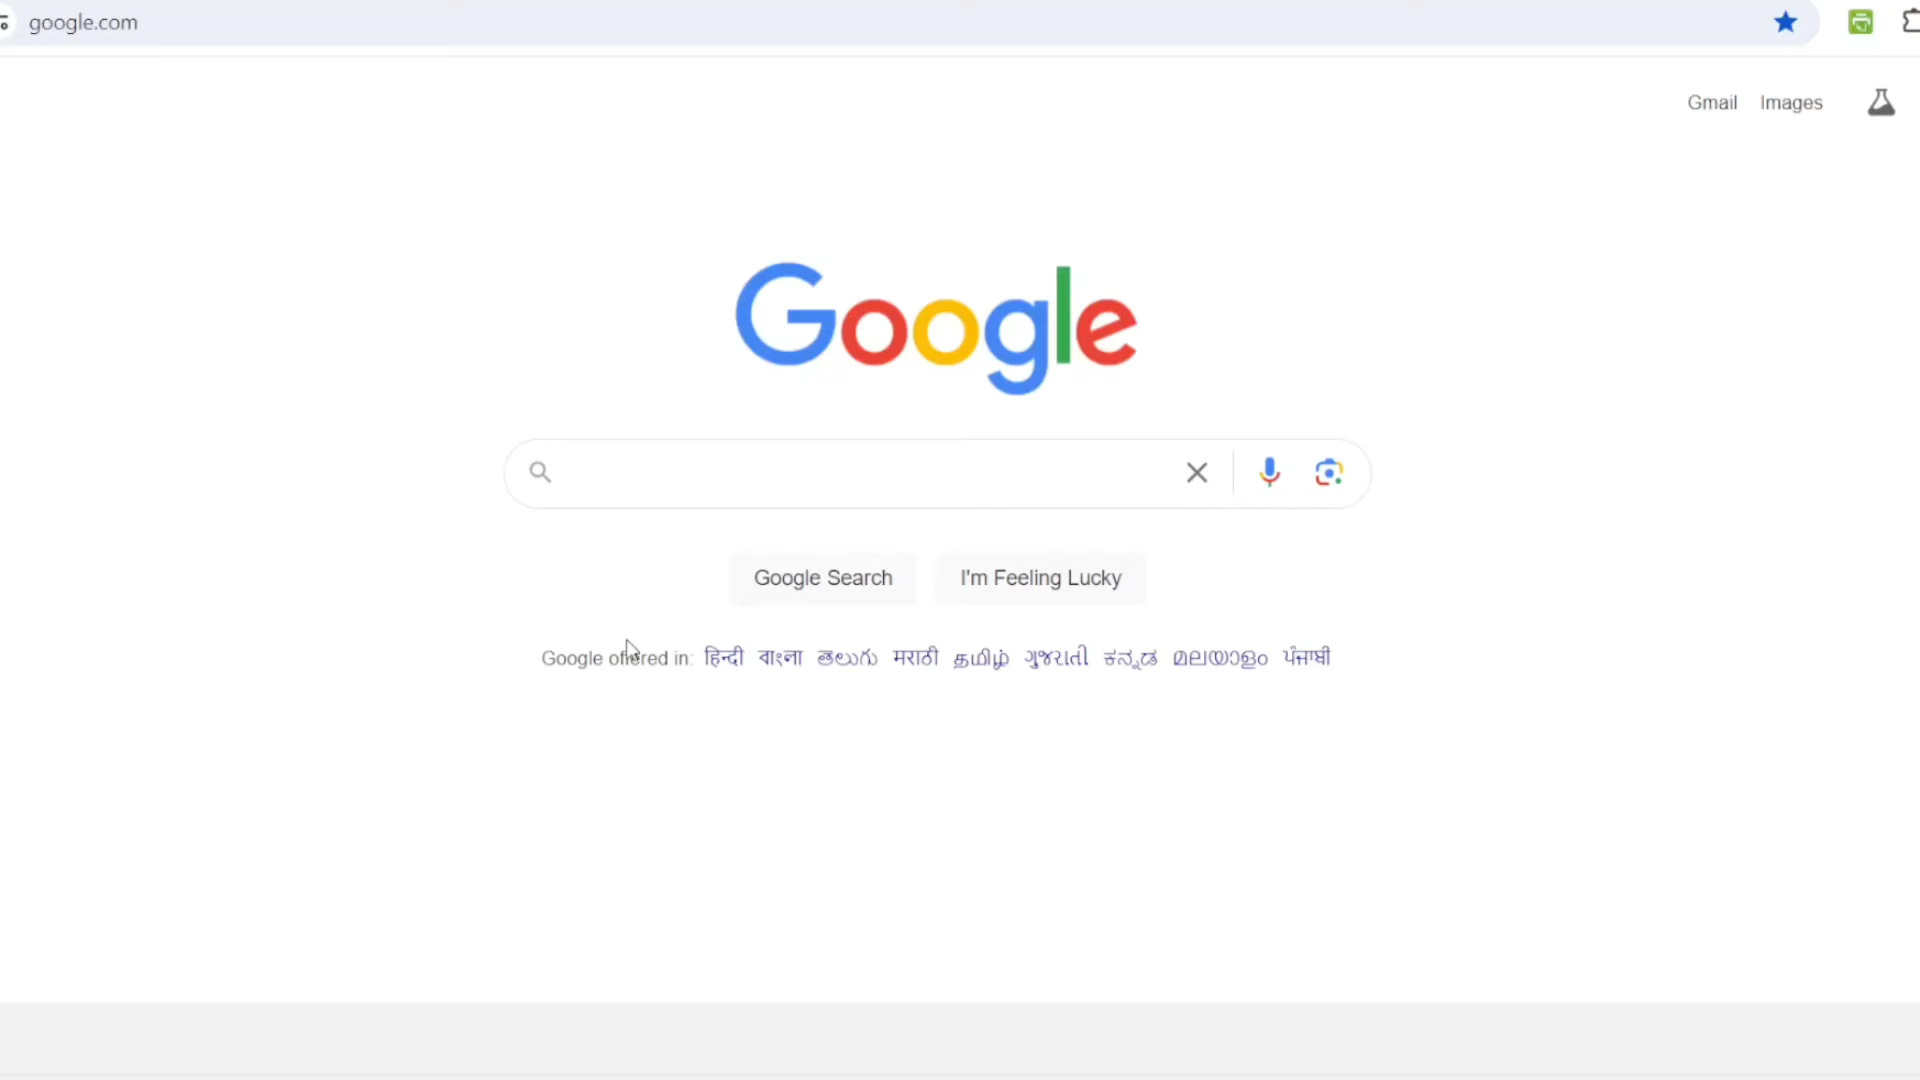 google.com
Gmail Images
Google
Google Search I'm Feeling Lucky
Google offered in: हिन्दी বাংলা తెలుగు मराठी தமிழ் ગુજરાતી ಕನ್ನಡ മലയാളം ਪੰਜਾਬੀ